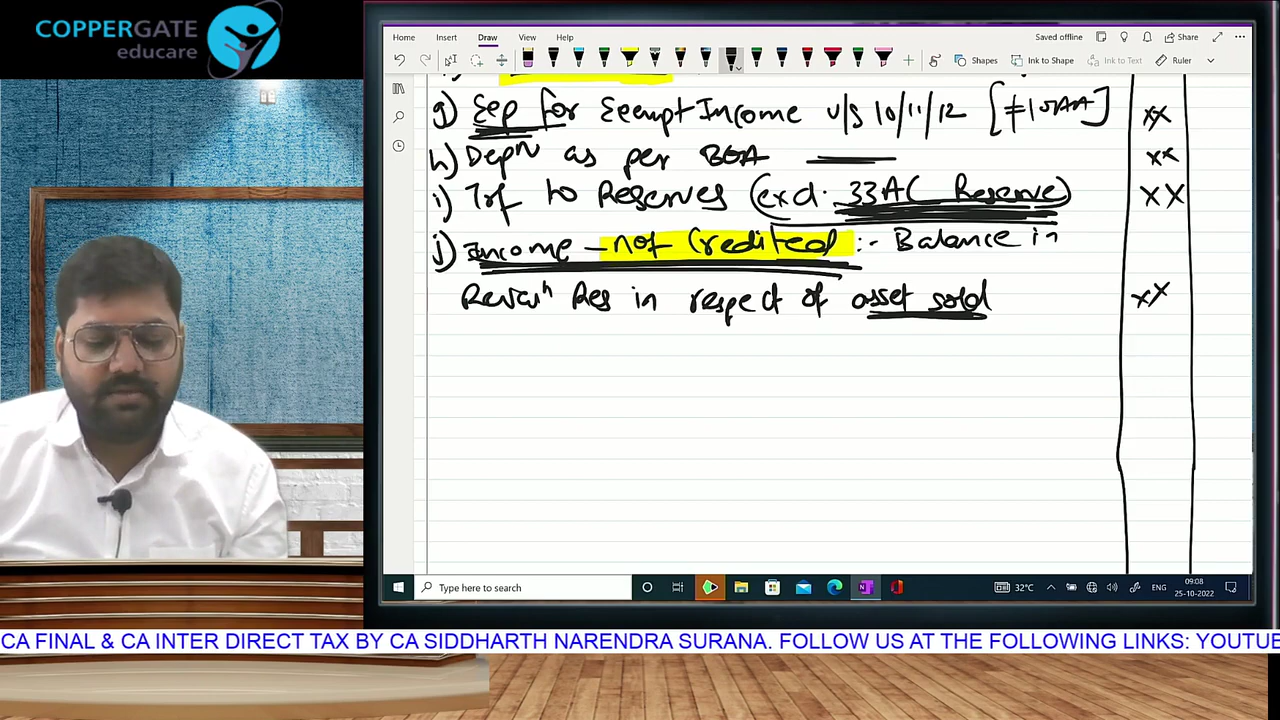 COPPERGATE
educare
Home Insert Draw View Help
Saved offline
Share
Shapes Ink to Shape Ink to Text Ruler
g) Exp for Exempt Income u/s 10/11/12 [≠10AA] xx
h) Depn as per xx
i) Trf to Reserves (excl. 33AC Reserve) xx
j) Income - not Credited :- Balance in
Revaln Res in respect of asset sold xx
Type here to search
32°C
ENG
09:08
25-10-2022
CA FINAL & CA INTER DIRECT TAX BY CA SIDDHARTH NARENDRA SURANA. FOLLOW US AT THE FOLLOWING LINKS: YOUTUBE